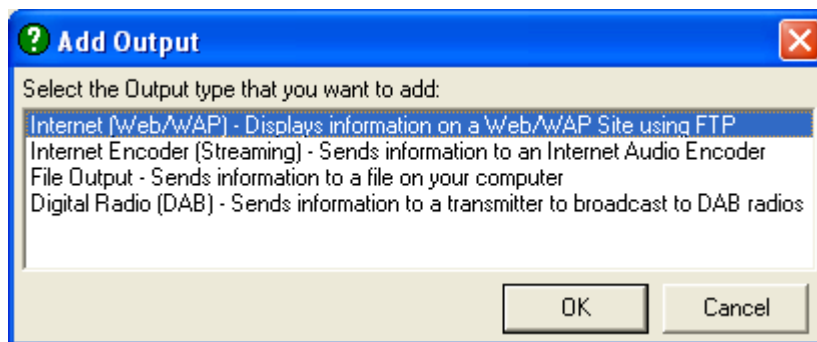 Add Output
Select the Output type that you want to add:
Internet (Web/WAP) - Displays information on a Web/WAP Site using FTP
Internet Encoder (Streaming) - Sends information to an Internet Audio Encoder
File Output - Sends information to a file on your computer
Digital Radio (DAB) - Sends information to a transmitter to broadcast to DAB radios
OK Cancel